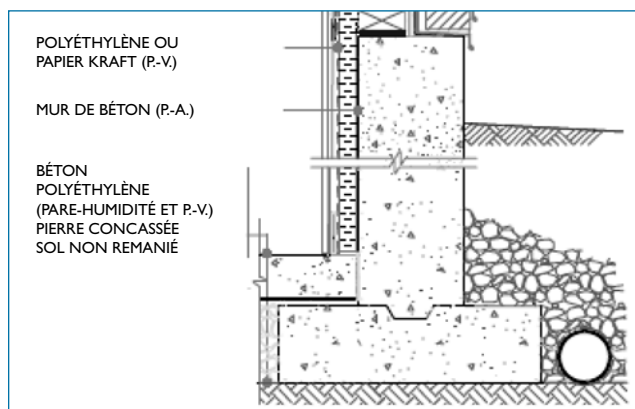 POLYÉTHYLÈNE OU
PAPIER KRAFT (P.-V.)
MUR DE BÉTON (P.-A.)
BÉTON
POLYÉTHYLÈNE
(PARE-HUMIDITÉ ET P.-V.)
PIERRE CONCASSÉE
SOL NON REMANIÉ